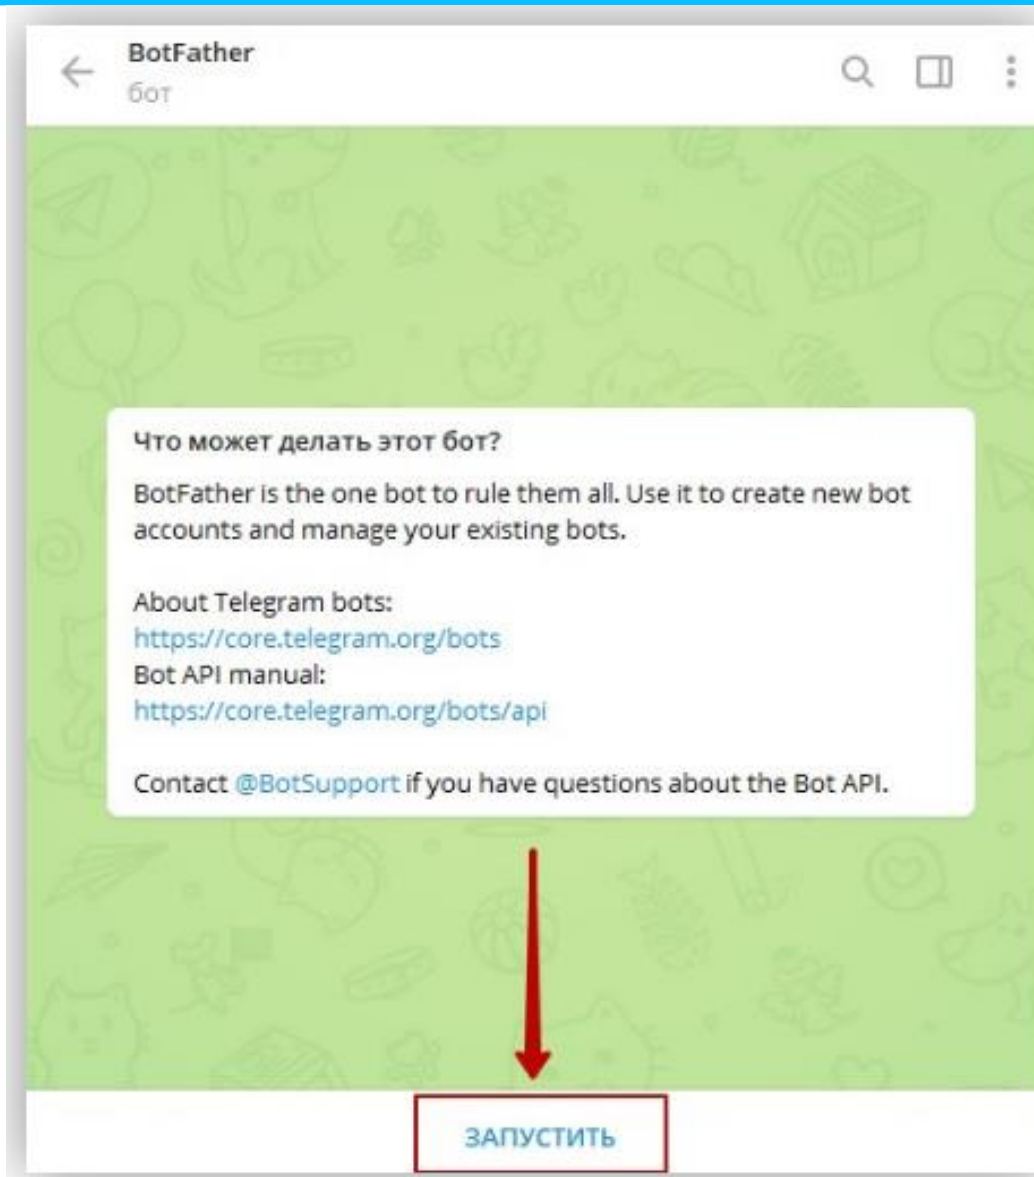 BotFather
бот
Что может делать этот бот?
BotFather is the one bot to rule them all. Use it to create new bot
accounts and manage your existing bots.
About Telegram bots:
https://core.telegram.org/bots
Bot API manual:
https://core.telegram.org/bots/api
Contact @BotSupport if you have questions about the Bot API.
ЗАПУСТИТЬ